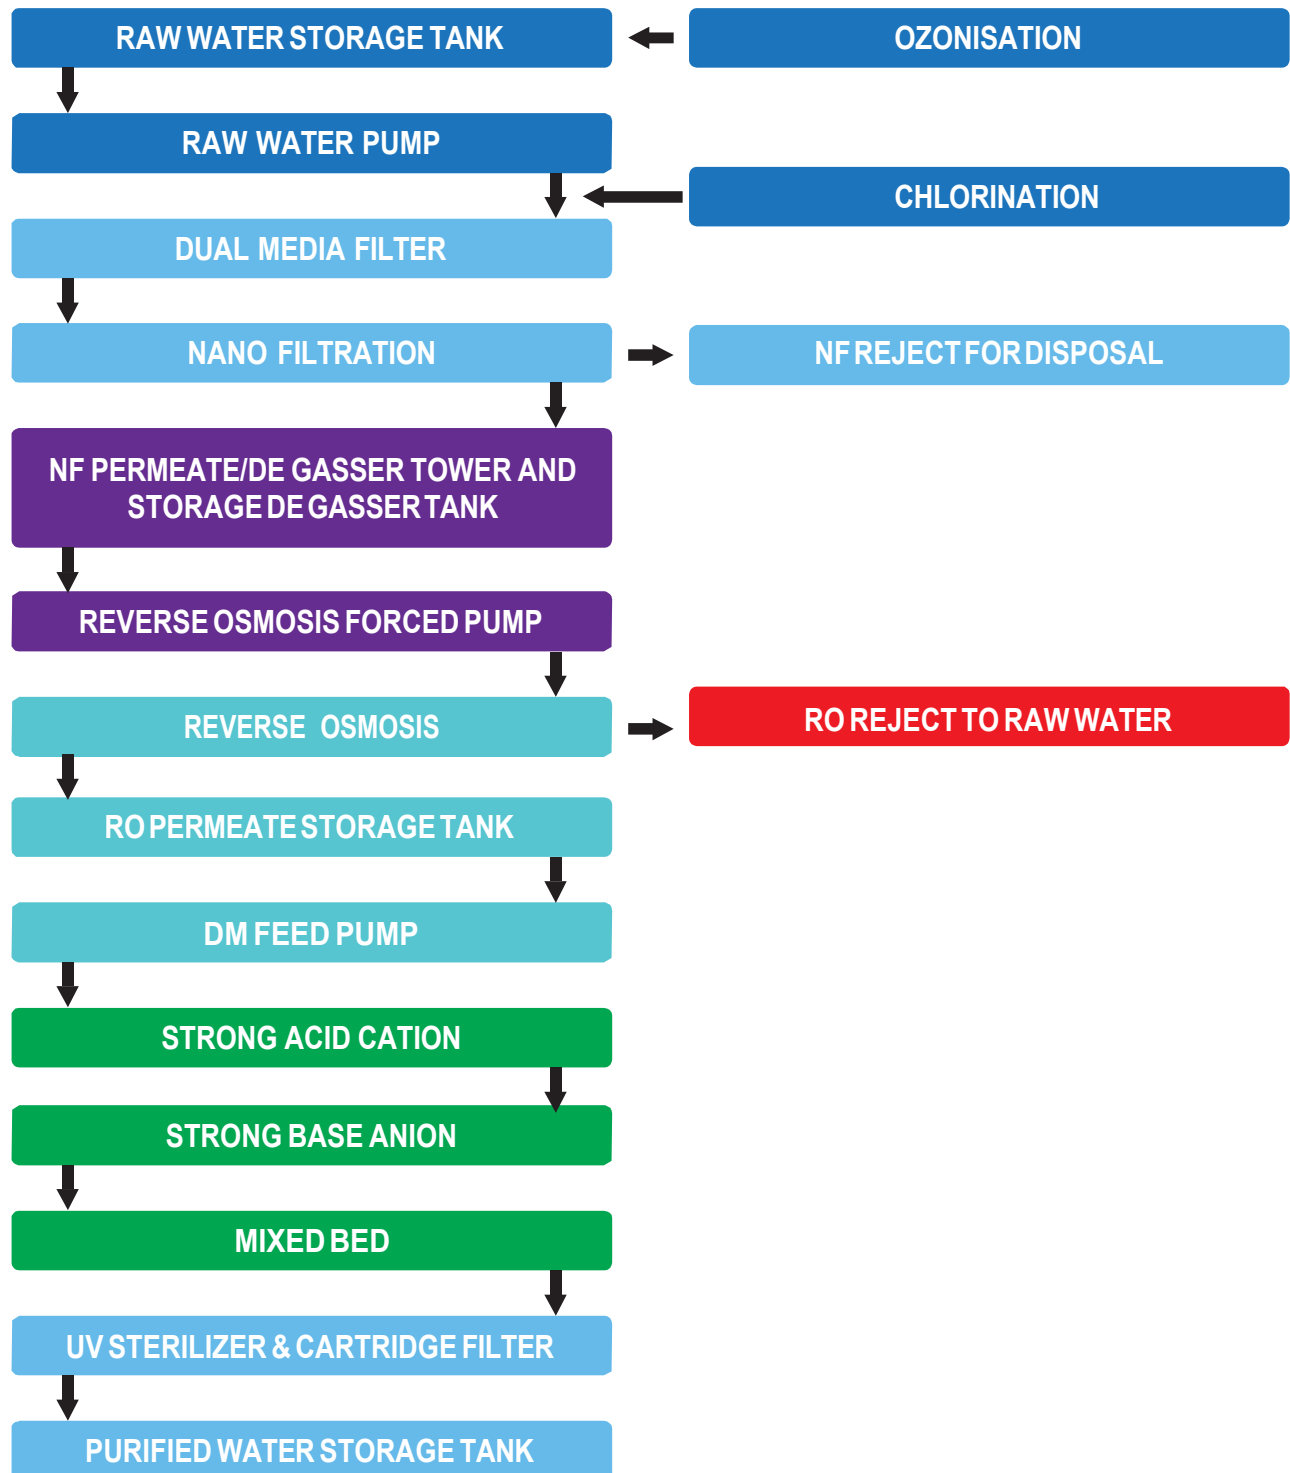 RAW WATER STORAGE TANK
OZONISATION
RAW WATER PUMP
CHLORINATION
DUAL MEDIA FILTER
NANO FILTRATION
NF REJECT FOR DISPOSAL
NF PERMEATE/DE GASSER TOWER AND
STORAGE DE GASSER TANK
REVERSE OSMOSIS FORCED PUMP
REVERSE OSMOSIS
RO REJECT TO RAW WATER
RO PERMEATE STORAGE TANK
DM FEED PUMP
STRONG ACID CATION
STRONG BASE ANION
MIXED BED
UV STERILIZER & CARTRIDGE FILTER
PURIFIED WATER STORAGE TANK